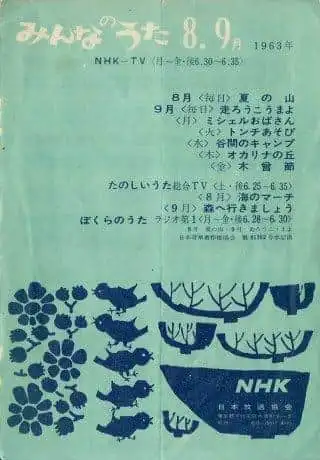 みんなのうた 8.9月 1963年
NHK-TV〈月〜金・後6.30〜6.35〉
8月〈毎日〉夏の山
9月〈毎日〉走ろうこうまよ
〈月〉ミシェルおばさん
〈火〉トンチあそび
〈水〉谷間のキャンプ
〈木〉オカリナの丘
〈金〉木曽節
たのしいうた 総合TV〈土・後6.25〜6.35〉
〈8月〉海のマーチ
〈9月〉森へ行きましょう
ぼくらのうた ラジオ第1〈月〜金・後6.28〜6.30〉
NHK
日本放送協会